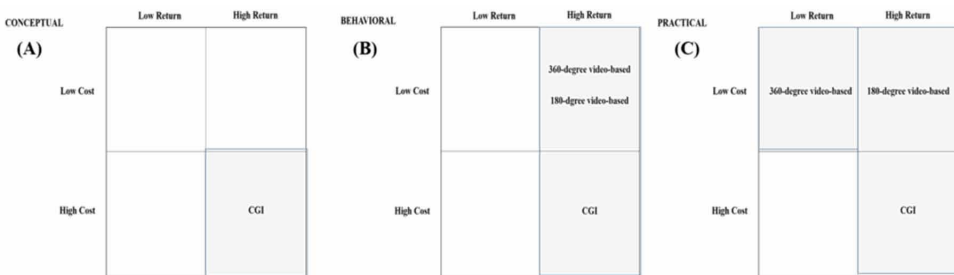 CONCEPTUAL
(A)
Low Return
High Return
Low Cost
High Cost
CGI
BEHAVIORAL
(B)
Low Return
High Return
Low Cost
360-degree video-based
180-dgree video-based
High Cost
CGI
PRACTICAL
(C)
Low Return
High Return
Low Cost
360-degree video-based
180-degree video-based
High Cost
CGI